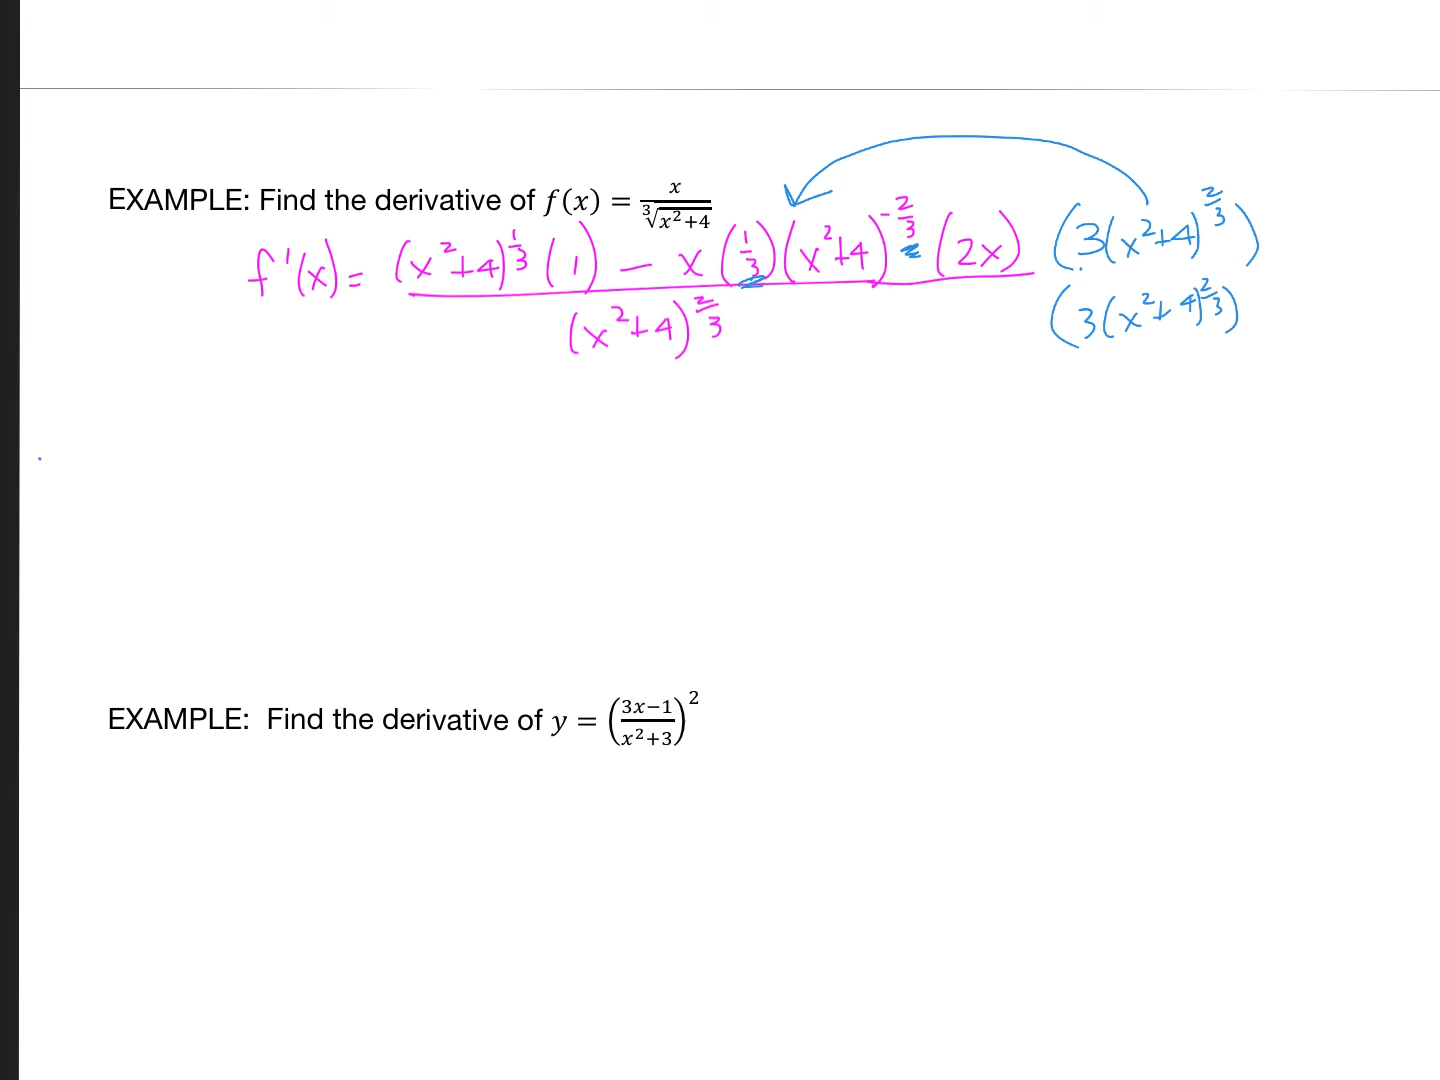 EXAMPLE: Find the derivative of f(x) = x / ∛(x²+4)
f'(x) = (x²+4)^(1/3) (1) − x (1/3)(x²+4)^(-2/3) (2x) (3(x²+4)^(2/3))
(x²+4)^(2/3) (3(x²+4)^(2/3))
EXAMPLE: Find the derivative of y = ((3x−1)/(x²+3))²